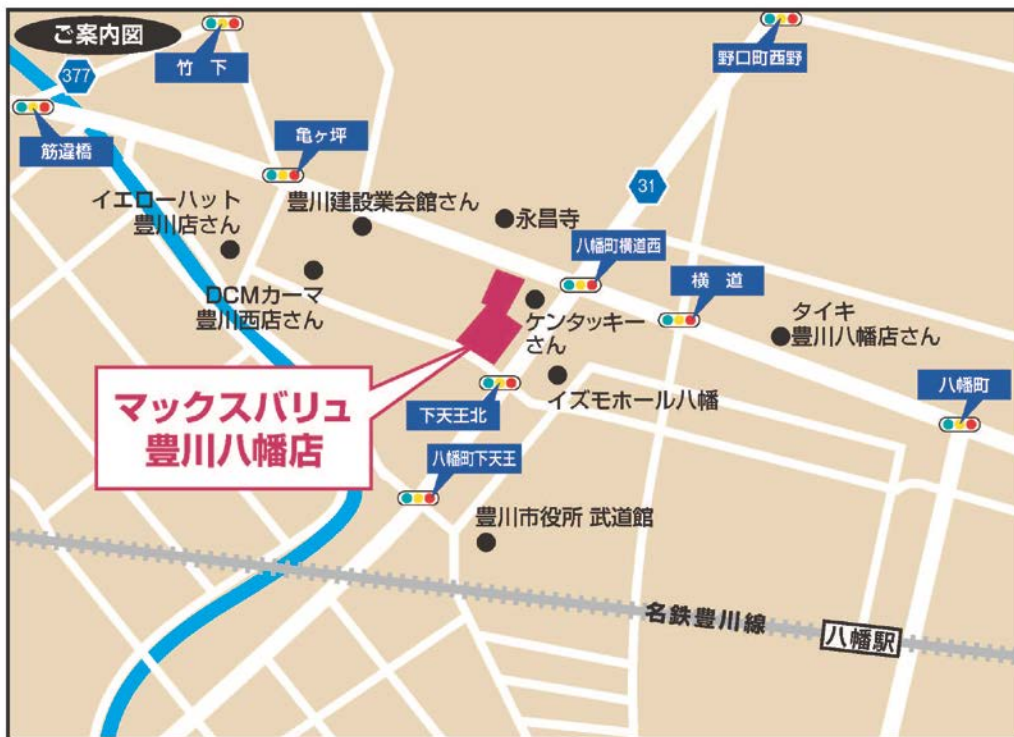 ご案内図
竹 下
野口町西野
377
筋違橋
亀ヶ坪
31
イエローハット
豊川店さん
豊川建設業会館さん
永昌寺
八幡町横道西
横 道
DCMカーマ
豊川西店さん
ケンタッキー
さん
タイキ
豊川八幡店さん
マックスバリュ
豊川八幡店
下天王北
イズモホール八幡
八幡町
八幡町下天王
豊川市役所 武道館
名鉄豊川線
八幡駅